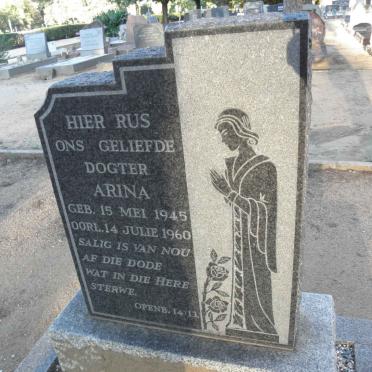 HIER RUS
ONS GELIEFDE
DOGTER
ARINA
GEB. 15 MEI 1945
OORL. 14 JULIE 1960
SALIG IS VAN NOU
AF DIE DODE
WAT IN DIE HERE
STERWE.
OPENB. 14:13